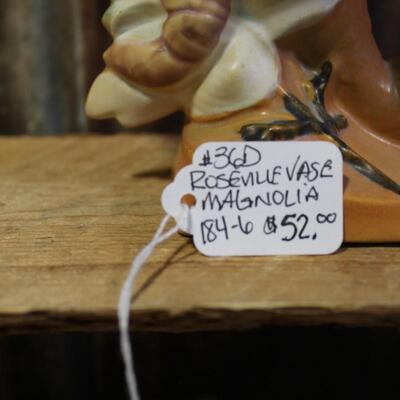 #36D
ROSEVILLE VASE
MAGNOLIA
184-6 $52.00